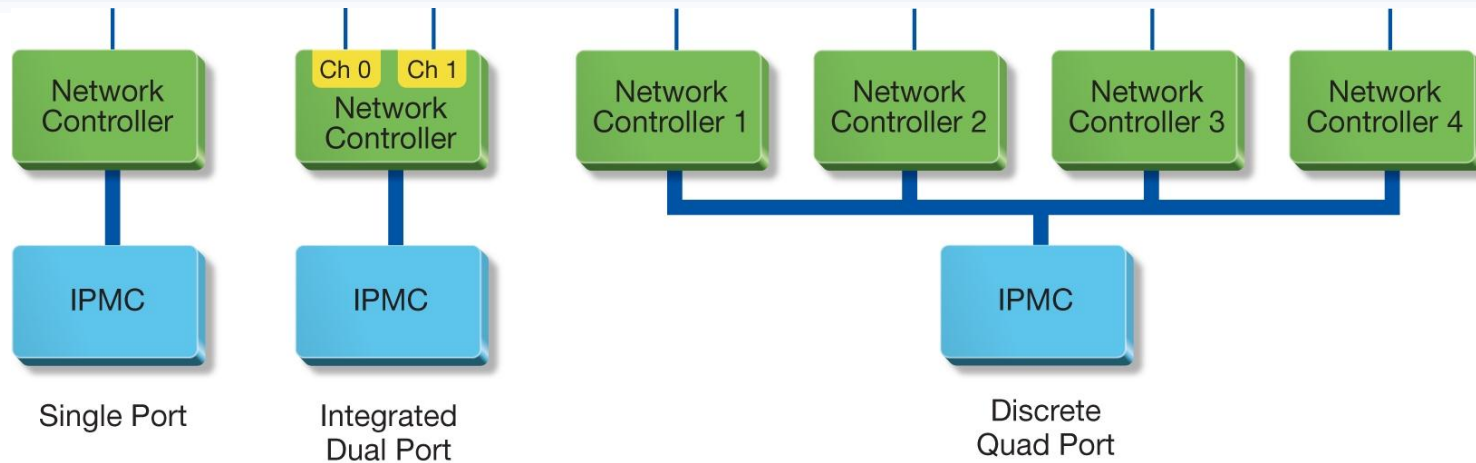 Network
Controller
IPMC
Single Port
Ch 0
Ch 1
Network
Controller
IPMC
Integrated
Dual Port
Network
Controller 1
Network
Controller 2
Network
Controller 3
Network
Controller 4
IPMC
Discrete
Quad Port